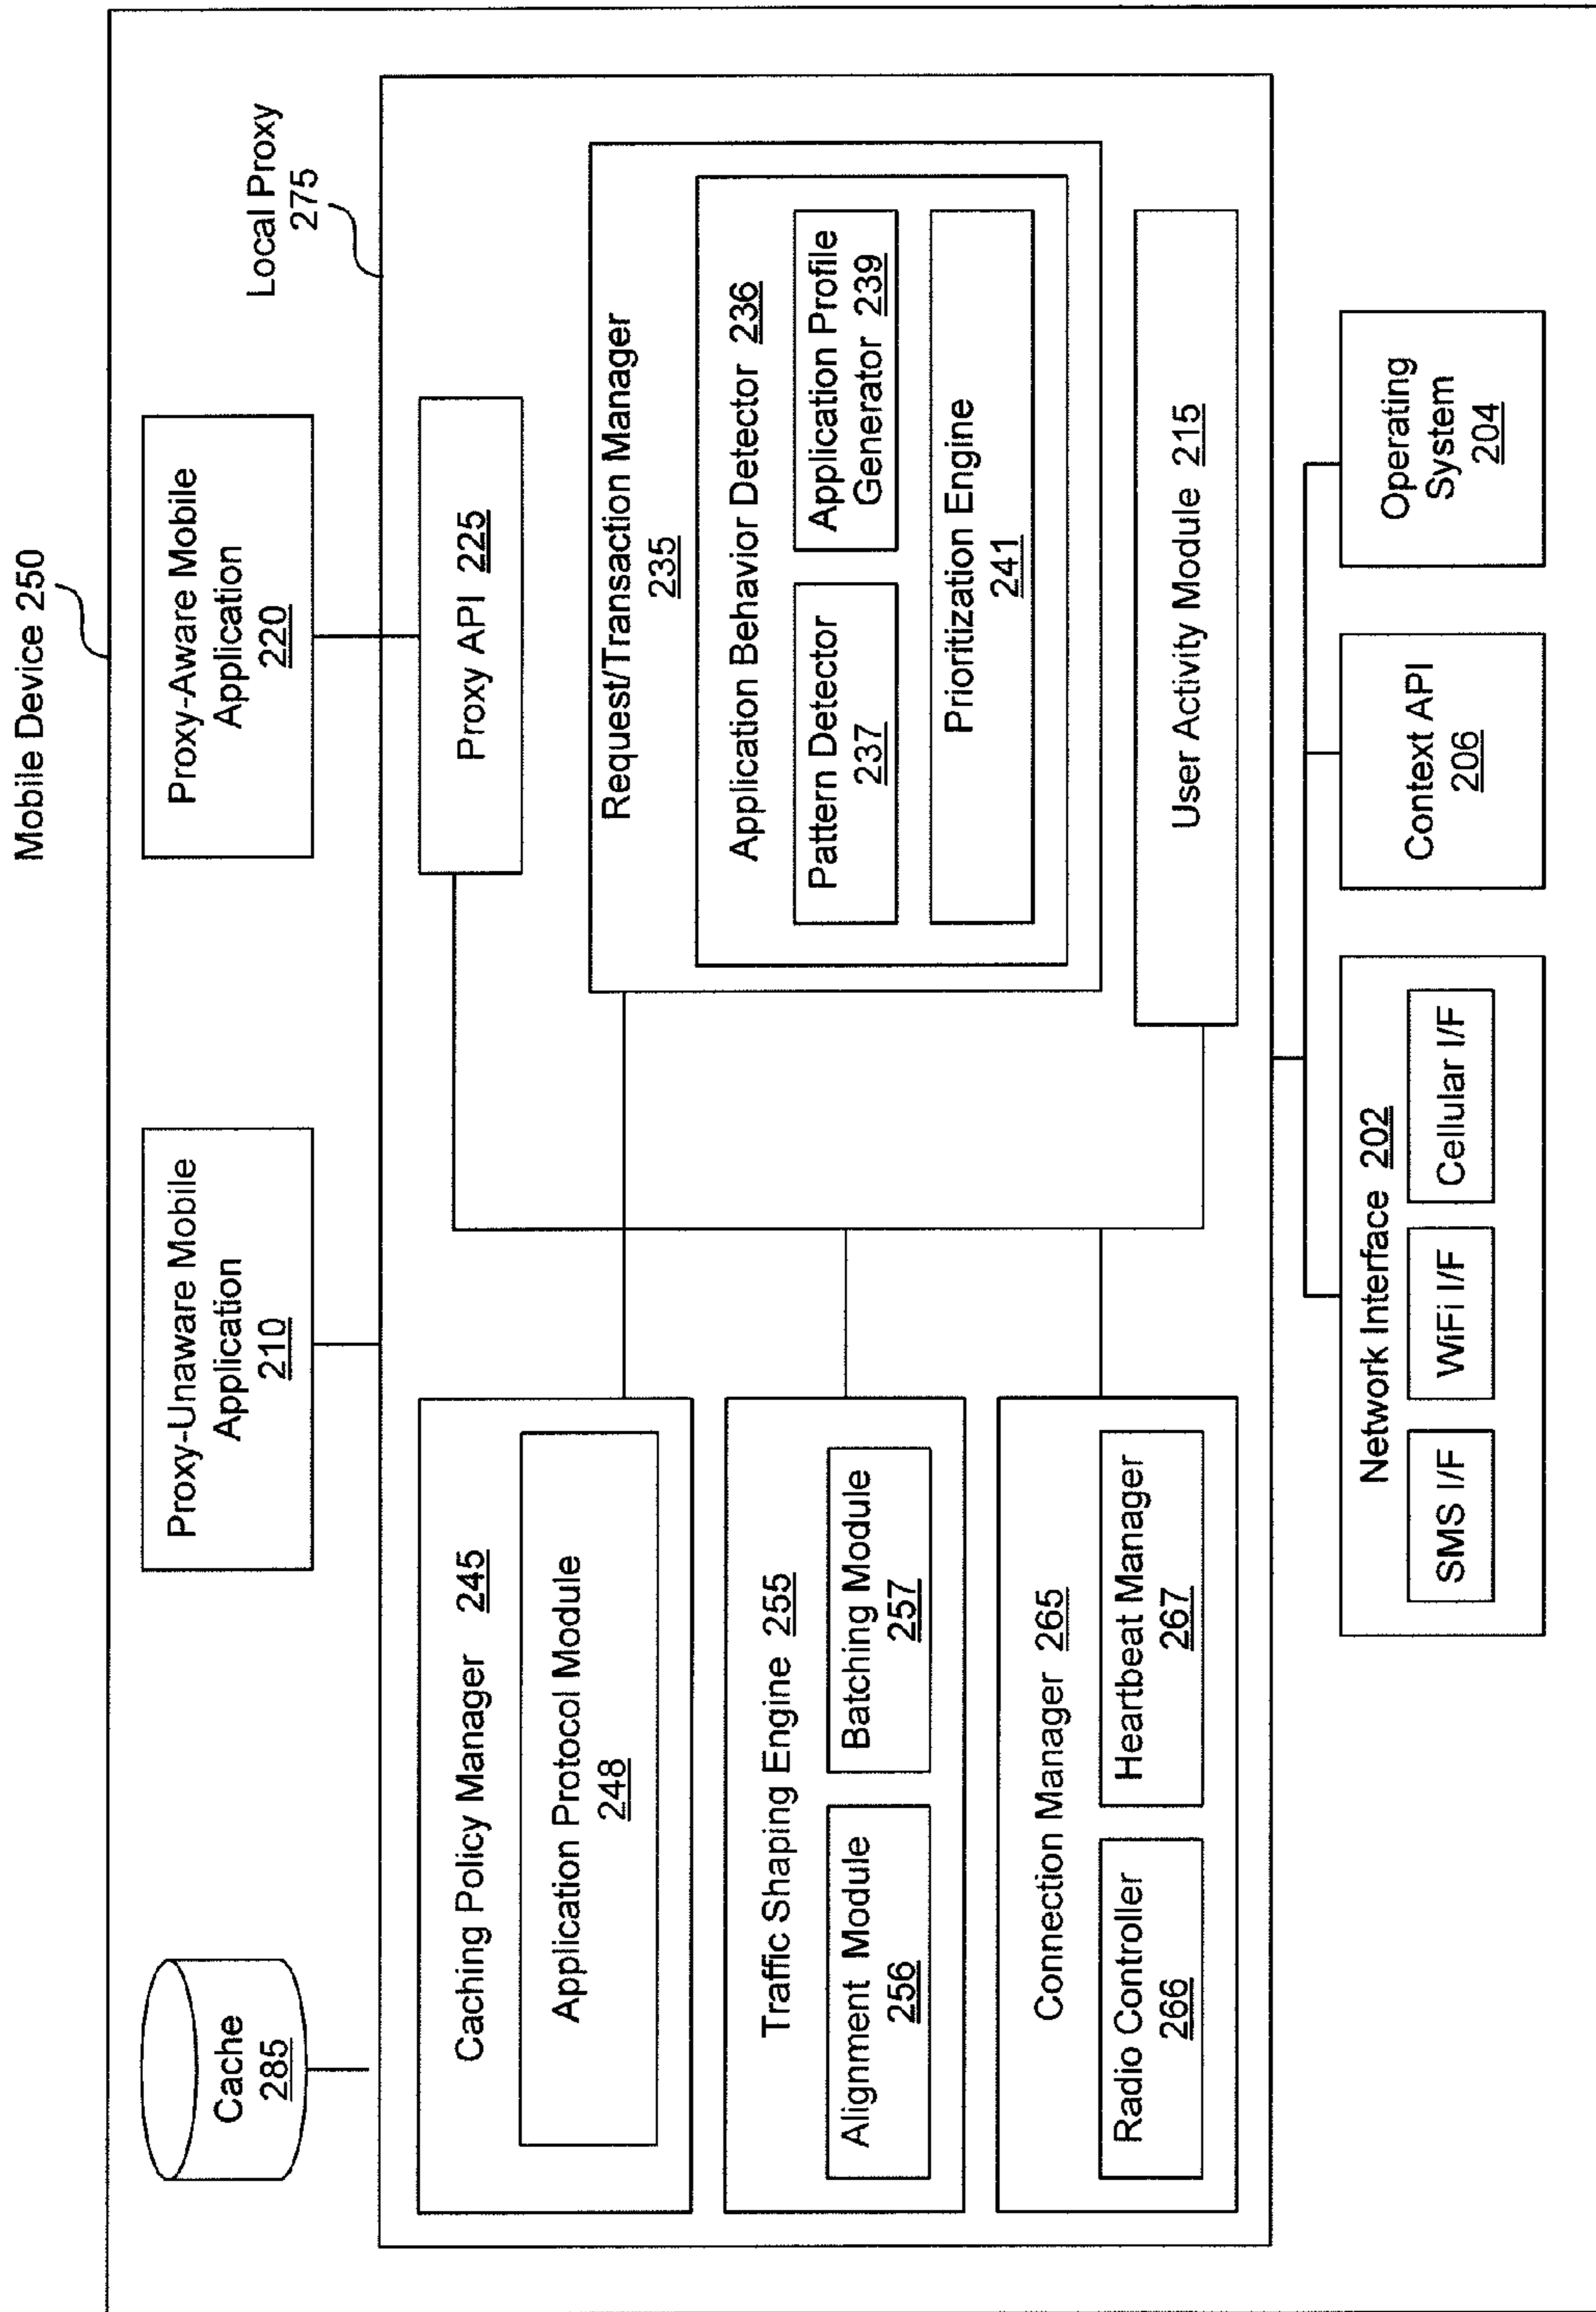 Mobile Device 250
Cache
285
Proxy-Unaware Mobile
Application
210
Proxy-Aware Mobile
Application
220
Local Proxy
275
Caching Policy Manager 245
Application Protocol Module
248
Traffic Shaping Engine 255
Alignment Module
256
Batching Module
257
Connection Manager 265
Radio Controller
266
Heartbeat Manager
267
Proxy API 225
Request/Transaction Manager
235
Application Behavior Detector 236
Pattern Detector
237
Application Profile
Generator 239
Prioritization Engine
241
User Activity Module 215
Network Interface 202
SMS I/F
WiFi I/F
Cellular I/F
Context API
206
Operating
System
204